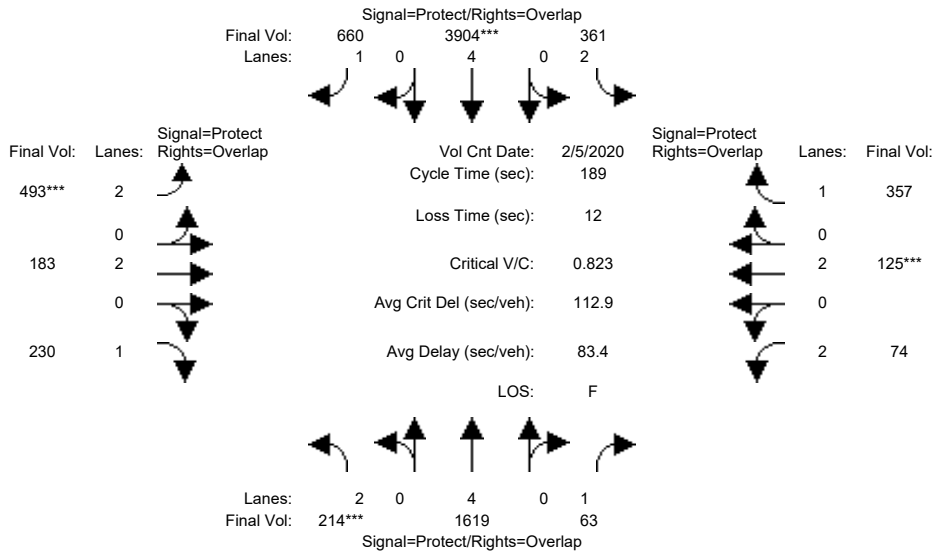 Signal=Protect/Rights=Overlap
Final Vol: 660 3904*** 361
Lanes: 1 0 4 0 2
Signal=Protect Signal=Protect
Final Vol: Lanes: Rights=Overlap Vol Cnt Date: 2/5/2020 Rights=Overlap Lanes: Final Vol:
Cycle Time (sec): 189
493*** 2 1 357
Loss Time (sec): 12
0 0
183 2 Critical V/C: 0.823 2 125***
0 Avg Crit Del (sec/veh): 112.9 0
230 1 Avg Delay (sec/veh): 83.4 2 74
LOS: F
Lanes: 2 0 4 0 1
Final Vol: 214*** 1619 63
Signal=Protect/Rights=Overlap